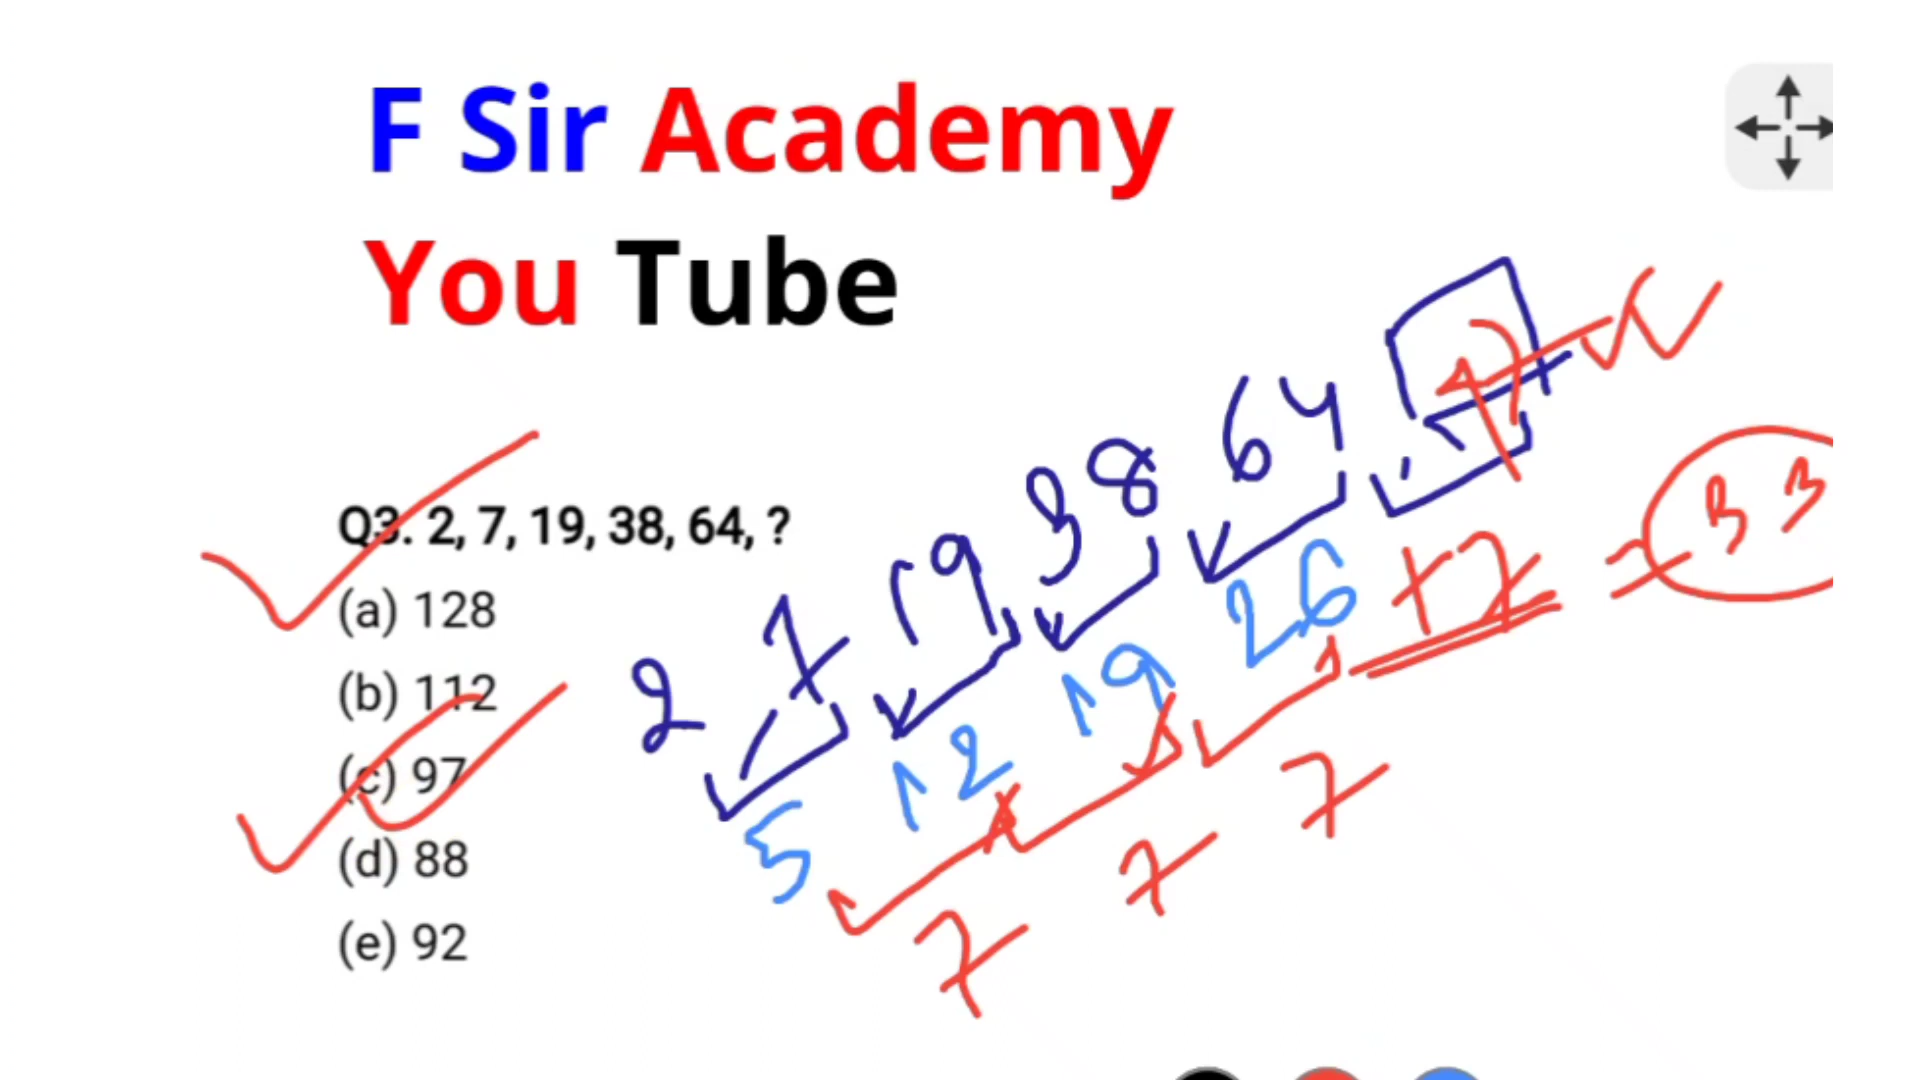 F Sir Academy
You Tube
Q3. 2, 7, 19, 38, 64, ?
(a) 128
(b) 112
(c) 97
(d) 88
(e) 92
2 7 19 38 64 ?
5 12 19 26 +7 = 33
7 7 7